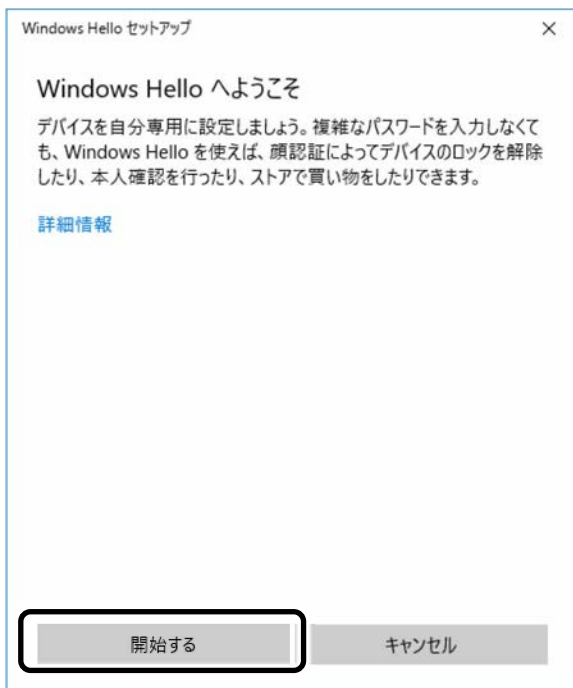 Windows Hello セットアップ
Windows Hello へようこそ
デバイスを自分専用に設定しましょう。複雑なパスワードを入力しなくて
も、Windows Hello を使えば、顔認証によってデバイスのロックを解除
したり、本人確認を行ったり、ストアで買い物をしたりできます。
詳細情報
開始する
キャンセル